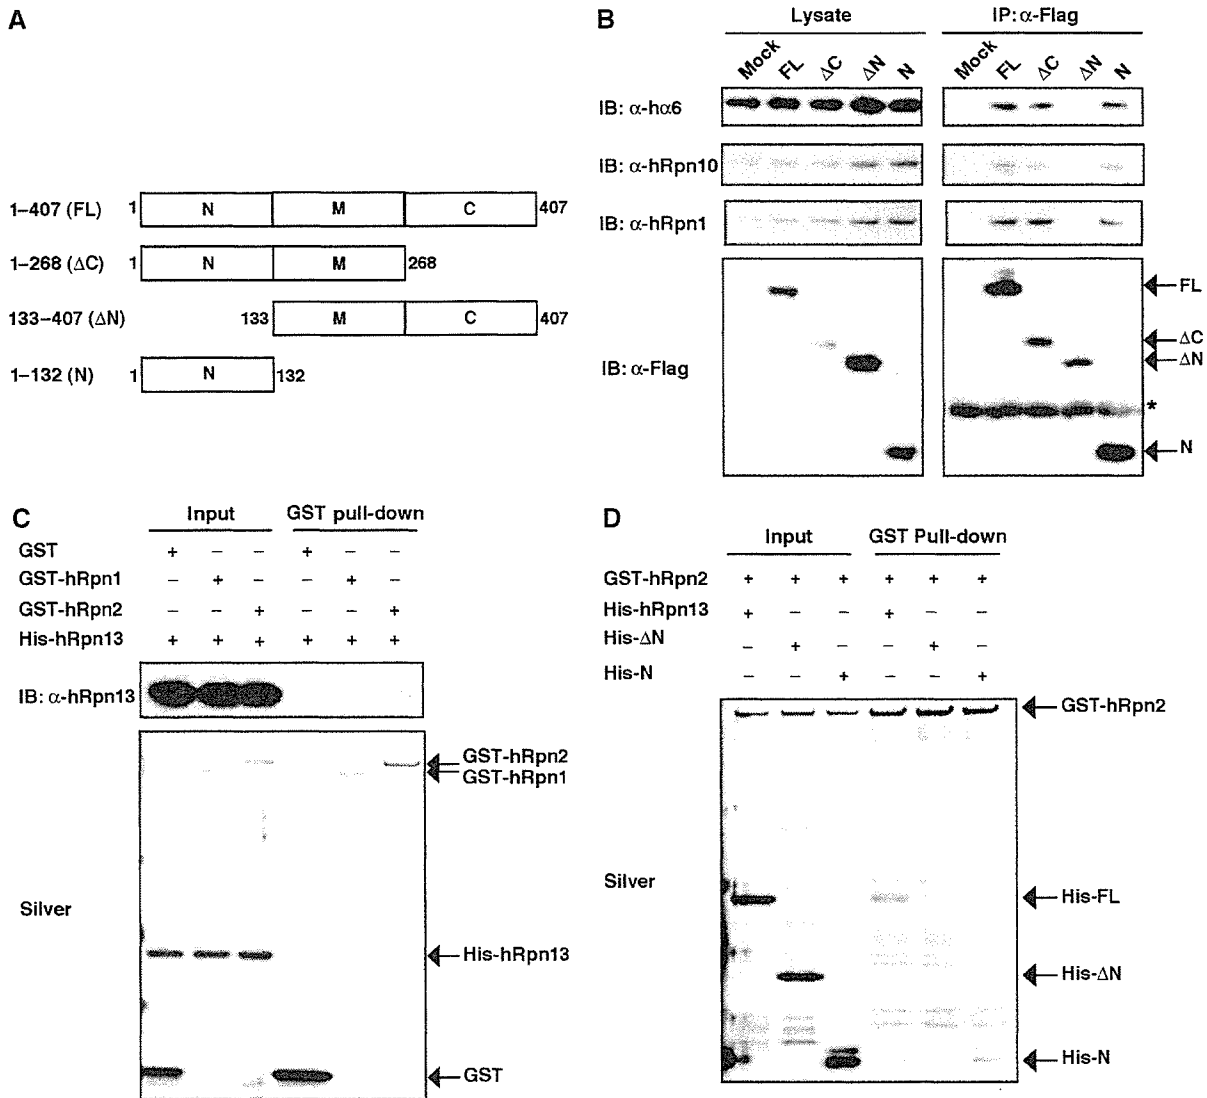 A
1–407 (FL) 1 N M C 407
1–268 (ΔC) 1 N M 268
133–407 (ΔN) 133 M C 407
1–132 (N) 1 N 132
B
Lysate IP: α-Flag
Mock FL ΔC ΔN N Mock FL ΔC ΔN N
IB: α-hα6
IB: α-hRpn10
IB: α-hRpn1
IB: α-Flag
FL
ΔC
ΔN
*
N
C
Input GST pull-down
GST + – – + – –
GST-hRpn1 – + – – + –
GST-hRpn2 – – + – – +
His-hRpn13 + + + + + +
IB: α-hRpn13
Silver
GST-hRpn2
GST-hRpn1
His-hRpn13
GST
D
Input GST Pull-down
GST-hRpn2 + + + + + +
His-hRpn13 + – – + – –
His-ΔN – + – – + –
His-N – – + – – +
Silver
GST-hRpn2
His-FL
His-ΔN
His-N